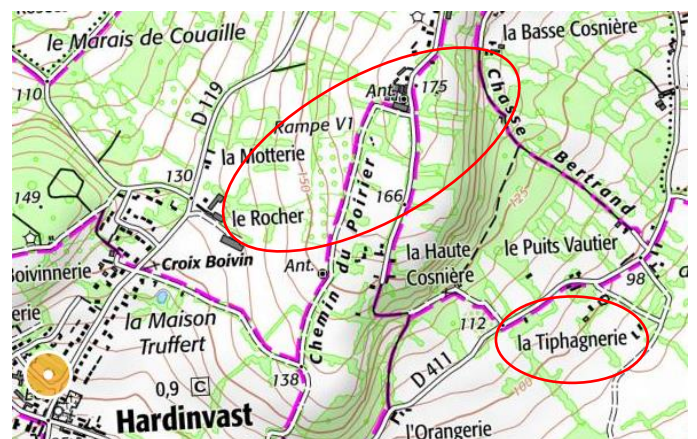 le Marais de Couaille
la Basse Cosnière
110
D 119
Ant.
175
Chasse
Rampe V1
Bertrand
la Motterie
130
150
149
le Rocher
166
125
Chemin du Poirier
Croix Boivin
Boivinnerie
Ant.
la Haute
Cosnière
le Puits Vautier
98
erie
la Maison
Truffert
112
la Tiphagnerie
138
D 411
100
0,9 C
Hardinvast
l'Orangerie